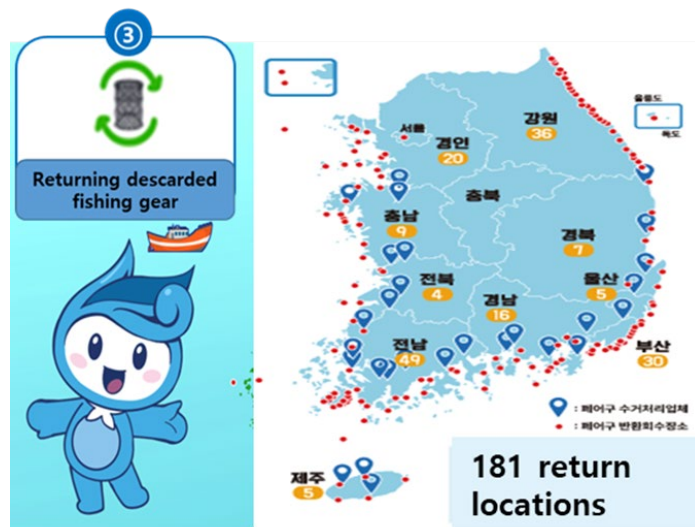 ③
Returning descarded
fishing gear
울릉도
독도
서울
강원
36
경인
20
충북
충남
9
경북
7
전북
4
울산
5
경남
16
전남
49
부산
30
제주
5
: 폐어구 수거처리업체
: 폐어구 반환회수장소
181 return
locations